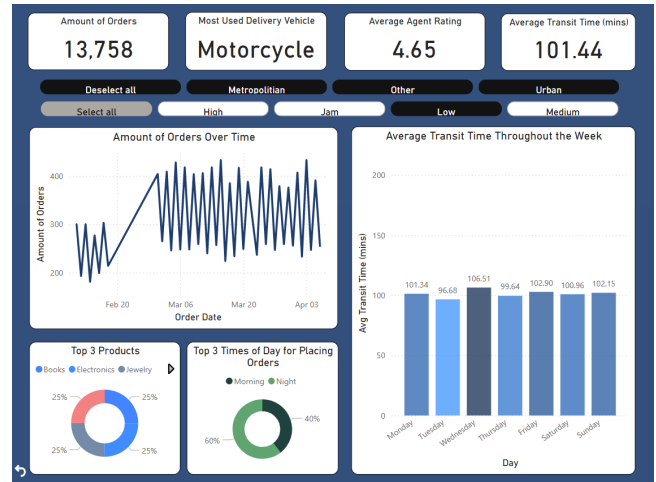 Amount of Orders
13,758
Most Used Delivery Vehicle
Motorcycle
Average Agent Rating
4.65
Average Transit Time (mins)
101.44
Deselect all
Metropolitian
Other
Urban
Select all
High
Jam
Low
Medium
Amount of Orders Over Time
Amount of Orders
400
300
200
Feb 20
Mar 06
Mar 20
Apr 03
Order Date
Average Transit Time Throughout the Week
Avg Transit Time (mins)
200
150
100
50
0
101.34
96.68
106.51
99.64
102.90
100.96
102.15
Monday
Tuesday
Wednesday
Thursday
Friday
Saturday
Sunday
Day
Top 3 Products
Books
Electronics
Jewelry
25%
25%
25%
25%
Top 3 Times of Day for Placing
Orders
Morning
Night
40%
60%